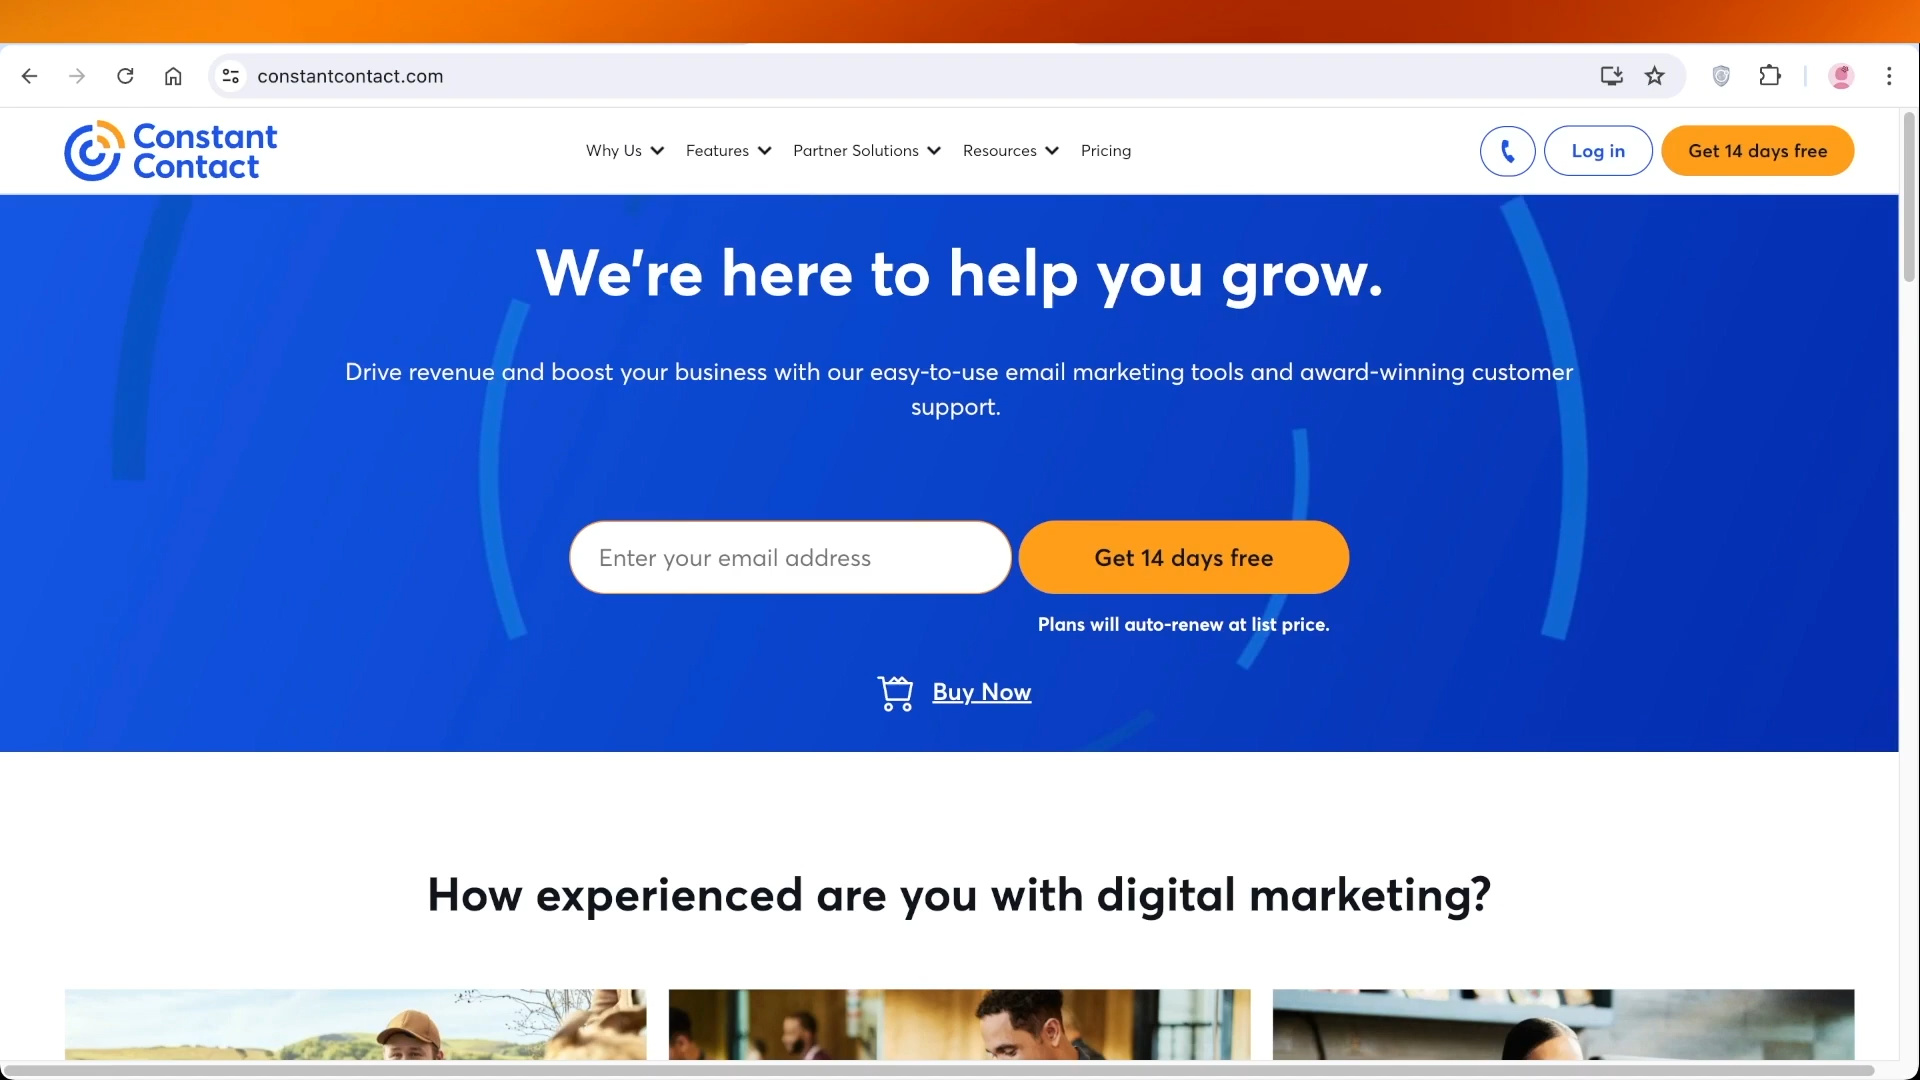 constantcontact.com
Constant
Contact
Why Us
Features
Partner Solutions
Resources
Pricing
Log in
Get 14 days free
We're here to help you grow.
Drive revenue and boost your business with our easy-to-use email marketing tools and award-winning customer
support.
Enter your email address
Get 14 days free
Plans will auto-renew at list price.
Buy Now
How experienced are you with digital marketing?